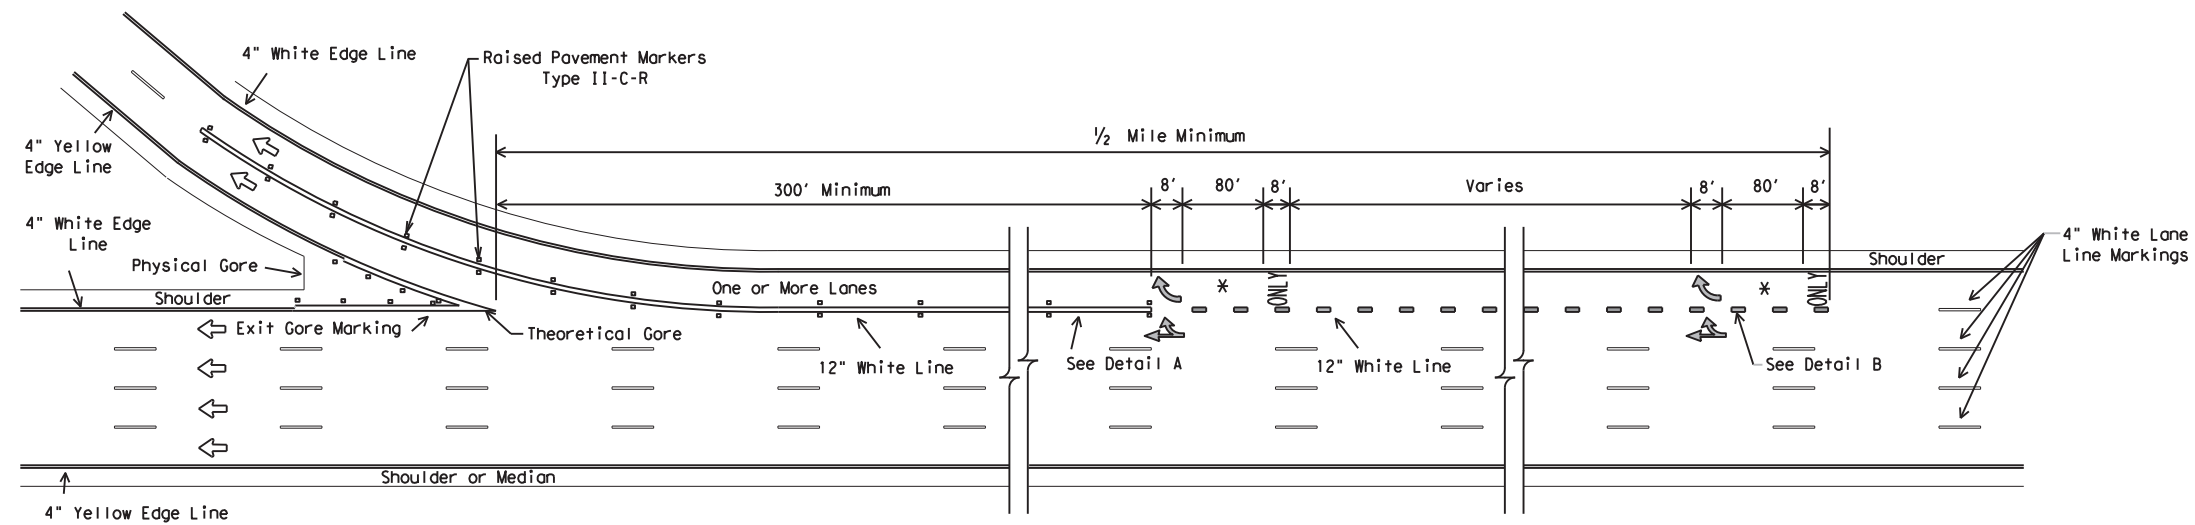 4" White Edge Line
Raised Pavement Markers
Type II-C-R
4" Yellow
Edge Line
½ Mile Minimum
300' Minimum
8'
80'
8'
Varies
8'
80'
8'
4" White Edge
Line
Physical Gore
Shoulder
4" White Lane
Line Markings
Shoulder
One or More Lanes
*
ONLY
*
ONLY
Exit Gore Marking
Theoretical Gore
12" White Line
See Detail A
12" White Line
See Detail B
Shoulder or Median
4" Yellow Edge Line